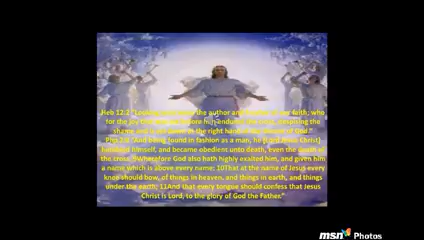 Heb 12:2 "Looking unto Jesus the author and finisher of our faith; who
for the joy that was set before him endured the cross, despising the
shame, and is set down at the right hand of the throne of God."
Php 2:8 "And being found in fashion as a man, he [Lord Jesus Christ]
humbled himself, and became obedient unto death, even the death of
the cross. 9Wherefore God also hath highly exalted him, and given him
a name which is above every name: 10That at the name of Jesus every
knee should bow, of things in heaven, and things in earth, and things
under the earth; 11And that every tongue should confess that Jesus
Christ is Lord, to the glory of God the Father."
msn Photos